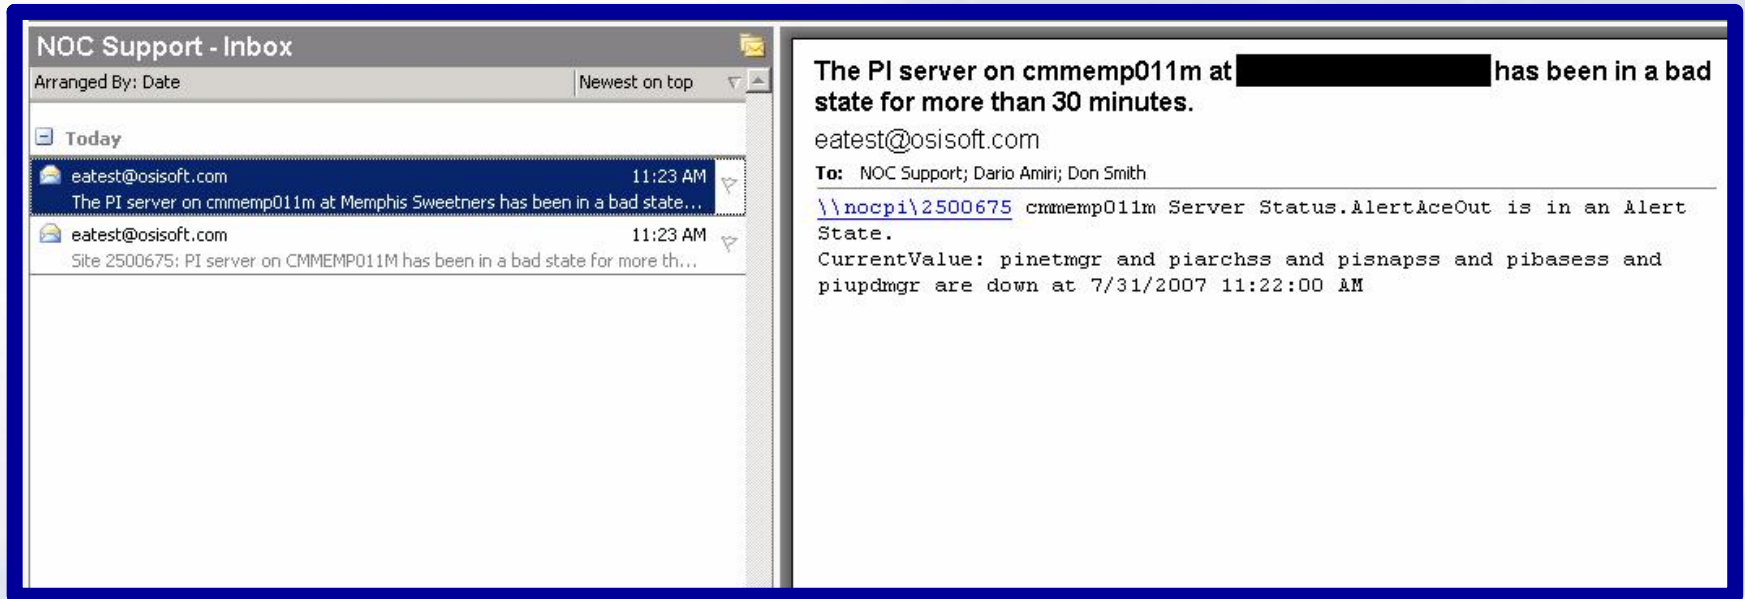 NOC Support - Inbox
Arranged By: Date
Newest on top
Today
eatest@osisoft.com
11:23 AM
The PI server on cmmemp011m at Memphis Sweetners has been in a bad state...
eatest@osisoft.com
11:23 AM
Site 2500675: PI server on CMMEMP011M has been in a bad state for more th...
The PI server on cmmemp011m at has been in a bad
state for more than 30 minutes.
eatest@osisoft.com
To: NOC Support; Dario Amiri; Don Smith
\\nocpi\2500675 cmmemp011m Server Status.AlertAceOut is in an Alert
State.
CurrentValue: pinetmgr and piarchss and pisnapss and pibasess and
piupdmgr are down at 7/31/2007 11:22:00 AM